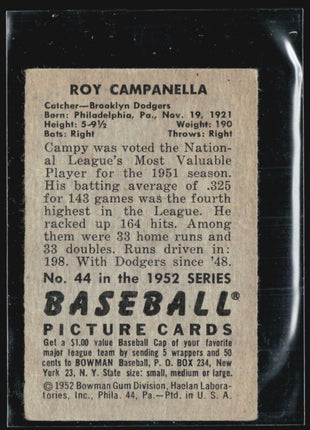 ROY CAMPANELLA
Catcher—Brooklyn Dodgers
Born: Philadelphia, Pa., Nov. 19, 1921
Height: 5-9½ Weight: 190
Bats: Right Throws: Right
Campy was voted the Nation-
al League's Most Valuable
Player for the 1951 season.
His batting average of .325
for 143 games was the fourth
highest in the League. He
racked up 164 hits. Among
them were 33 home runs and
33 doubles. Runs driven in:
198. With Dodgers since '48.
No. 44 in the 1952 SERIES
BASEBALL®
PICTURE CARDS
Get a $1.00 value Baseball Cap of your favorite
major league team by sending 5 wrappers and 50
cents to BOWMAN Baseball, P. O. BOX 234, New
York 23, N. Y. State size: small, medium or large.
©1952 Bowman Gum Division, Haelan Labora-
tories, Inc., Phila. 44, Pa.—Ptd. in U. S. A.